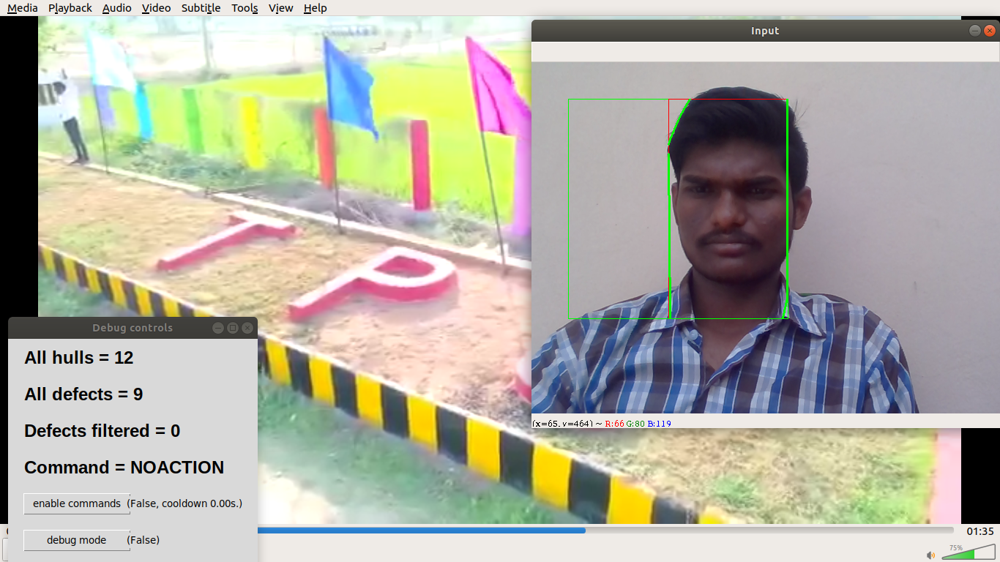 Media Playback Audio Video Subtitle Tools View Help
Input
T P
Debug controls
All hulls = 12
All defects = 9
Defects filtered = 0
Command = NOACTION
enable commands (False, cooldown 0.00s.)
debug mode (False)
(x=65, y=464) ~ R:66 G:80 B:119
01:35
75%